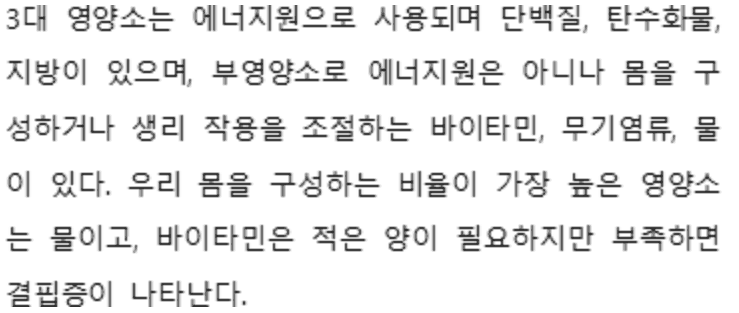 3대 영양소는 에너지원으로 사용되며 단백질, 탄수화물,
지방이 있으며, 부영양소로 에너지원은 아니나 몸을 구
성하거나 생리 작용을 조절하는 바이타민, 무기염류, 물
이 있다. 우리 몸을 구성하는 비율이 가장 높은 영양소
는 물이고, 바이타민은 적은 양이 필요하지만 부족하면
결핍증이 나타난다.